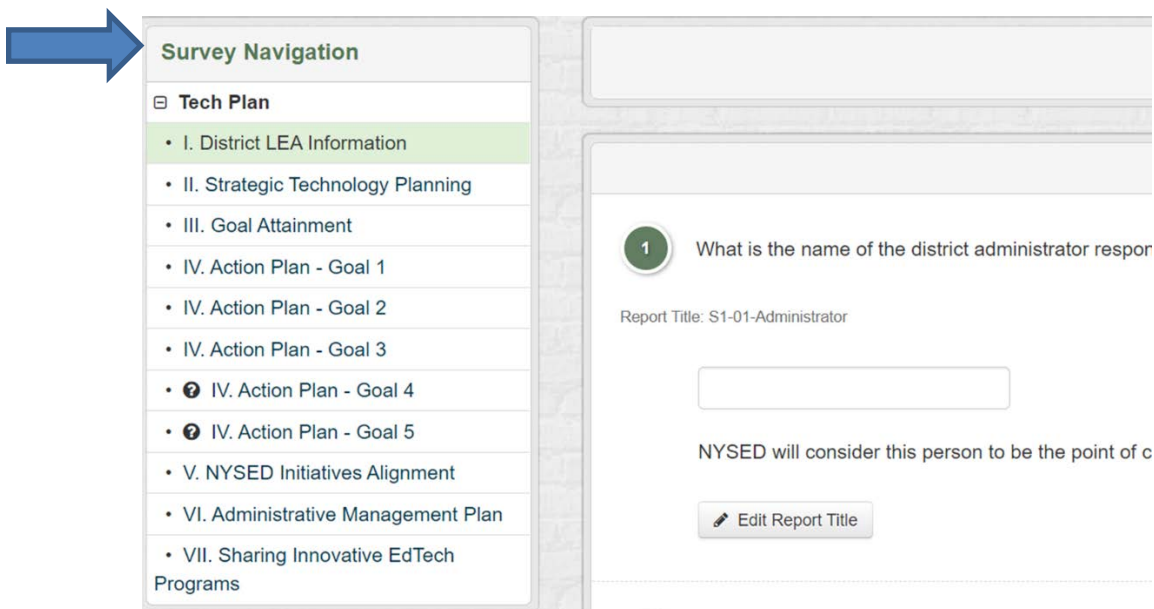 Survey Navigation
Tech Plan
• I. District LEA Information
• II. Strategic Technology Planning
• III. Goal Attainment
• IV. Action Plan - Goal 1
• IV. Action Plan - Goal 2
• IV. Action Plan - Goal 3
• IV. Action Plan - Goal 4
• IV. Action Plan - Goal 5
• V. NYSED Initiatives Alignment
• VI. Administrative Management Plan
• VII. Sharing Innovative EdTech
Programs
1 What is the name of the district administrator
Report Title: S1-01-Administrator
NYSED will consider this person to be the point of
Edit Report Title